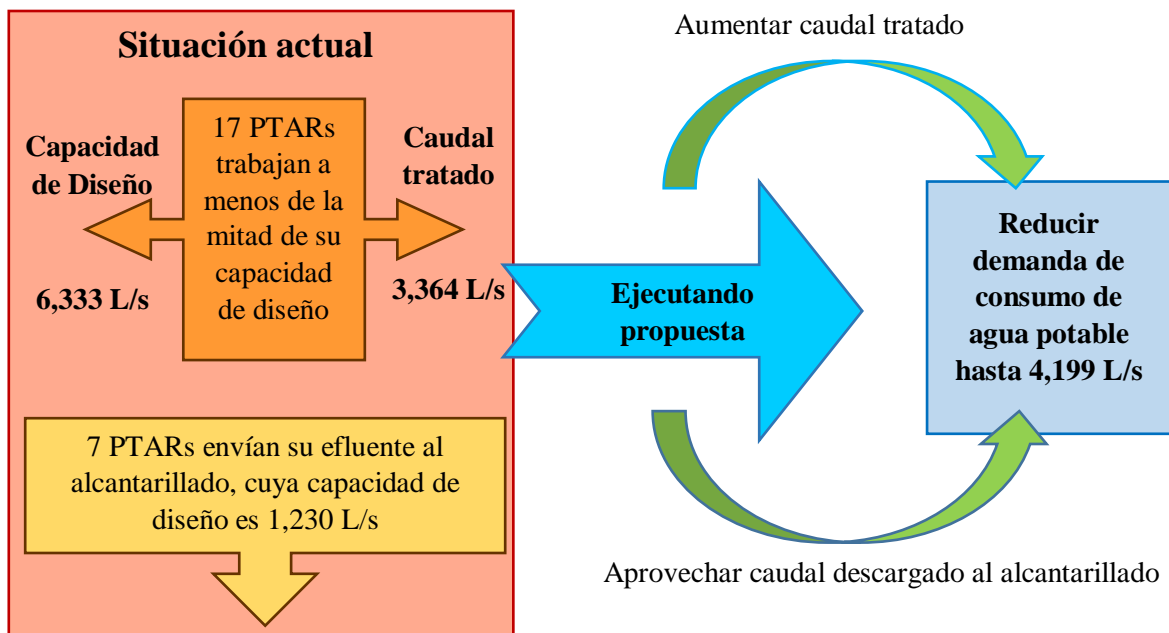 Situación actual
Capacidad
de Diseño
6,333 L/s
17 PTARs
trabajan a
menos de la
mitad de su
capacidad
de diseño
Caudal
tratado
3,364 L/s
7 PTARs envían su efluente al
alcantarillado, cuya capacidad de
diseño es 1,230 L/s
Ejecutando
propuesta
Aumentar caudal tratado
Reducir
demanda de
consumo de
agua potable
hasta 4,199 L/s
Aprovechar caudal descargado al alcantarillado